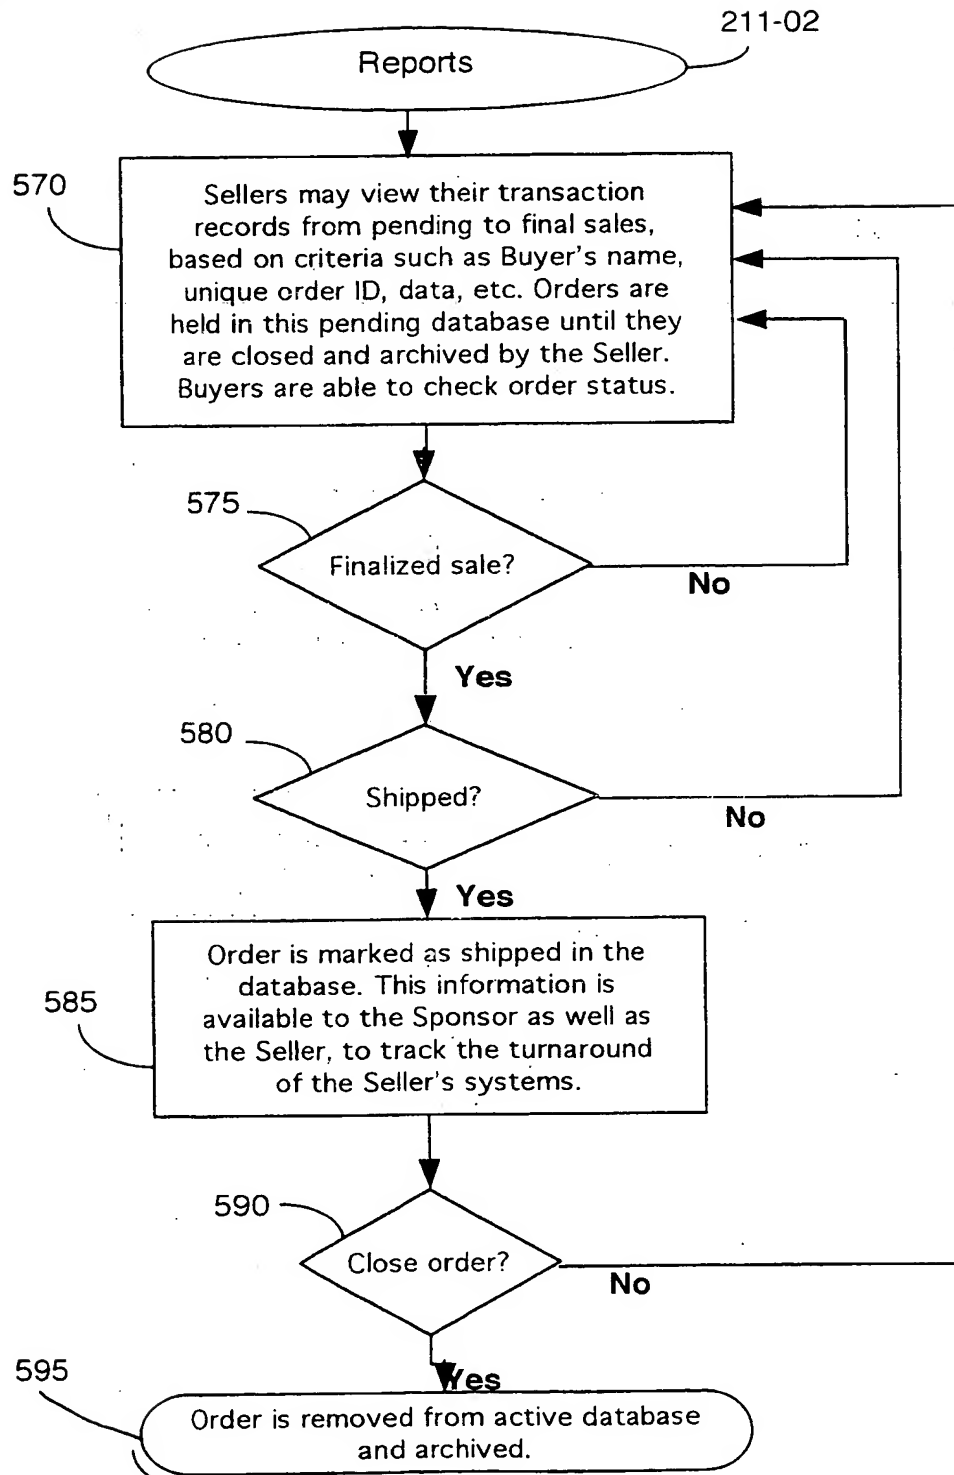 211-02
Reports
570
Sellers may view their transaction
records from pending to final sales,
based on criteria such as Buyer's name,
unique order ID, data, etc. Orders are
held in this pending database until they
are closed and archived by the Seller.
Buyers are able to check order status.
575
Finalized sale?
No
Yes
580
Shipped?
No
Yes
585
Order is marked as shipped in the
database. This information is
available to the Sponsor as well as
the Seller, to track the turnaround
of the Seller's systems.
590
Close order?
No
Yes
595
Order is removed from active database
and archived.